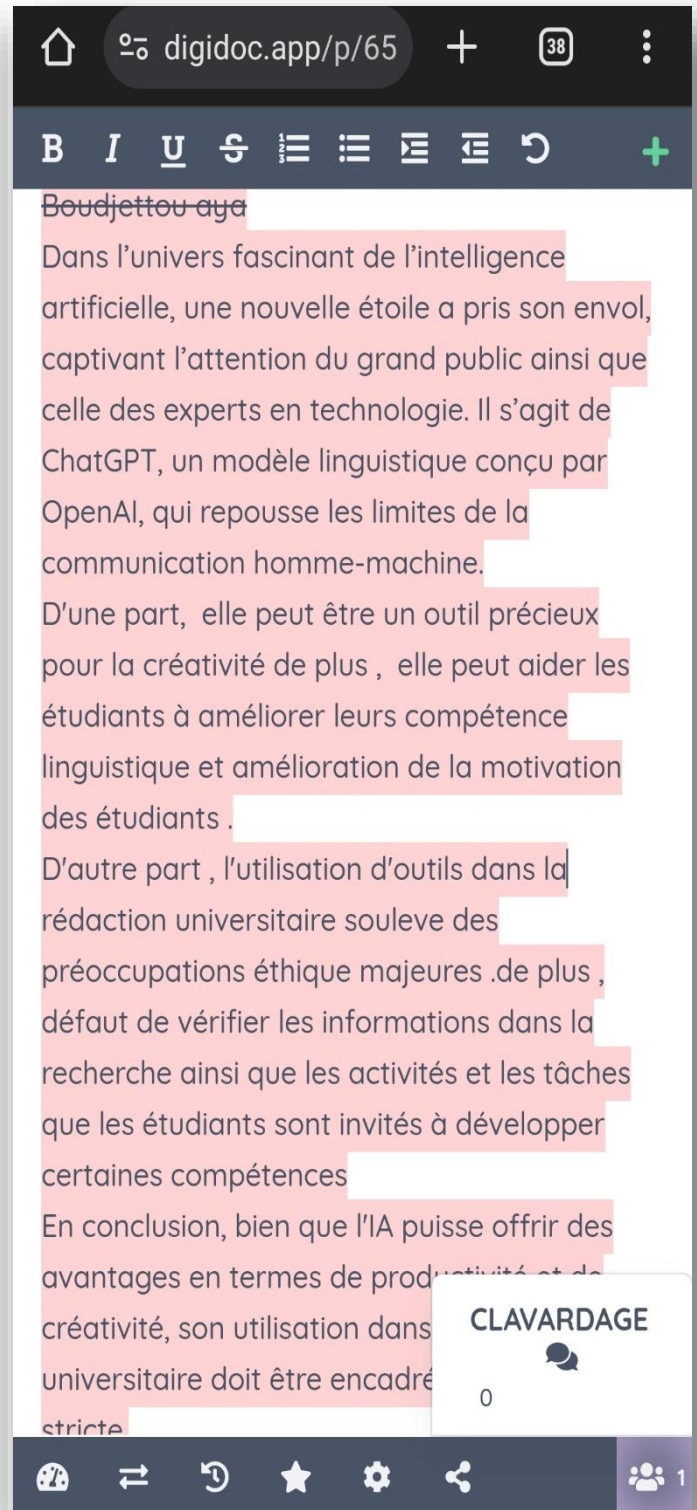 digidoc.app/p/65
38
B I U S
Boudjettou aya
Dans l’univers fascinant de l’intelligence
artificielle, une nouvelle étoile a pris son envol,
captivant l’attention du grand public ainsi que
celle des experts en technologie. Il s’agit de
ChatGPT, un modèle linguistique conçu par
OpenAI, qui repousse les limites de la
communication homme-machine.
D'une part,  elle peut être un outil précieux
pour la créativité de plus ,  elle peut aider les
étudiants à améliorer leurs compétence
linguistique et amélioration de la motivation
des étudiants .
D'autre part , l'utilisation d'outils dans la
rédaction universitaire souleve des
préoccupations éthique majeures .de plus ,
défaut de vérifier les informations dans la
recherche ainsi que les activités et les tâches
que les étudiants sont invités à développer
certaines compétences
En conclusion, bien que l'IA puisse offrir des
avantages en termes de productivité et de
créativité, son utilisation dans
universitaire doit être encadré
stricte
CLAVARDAGE
0
1